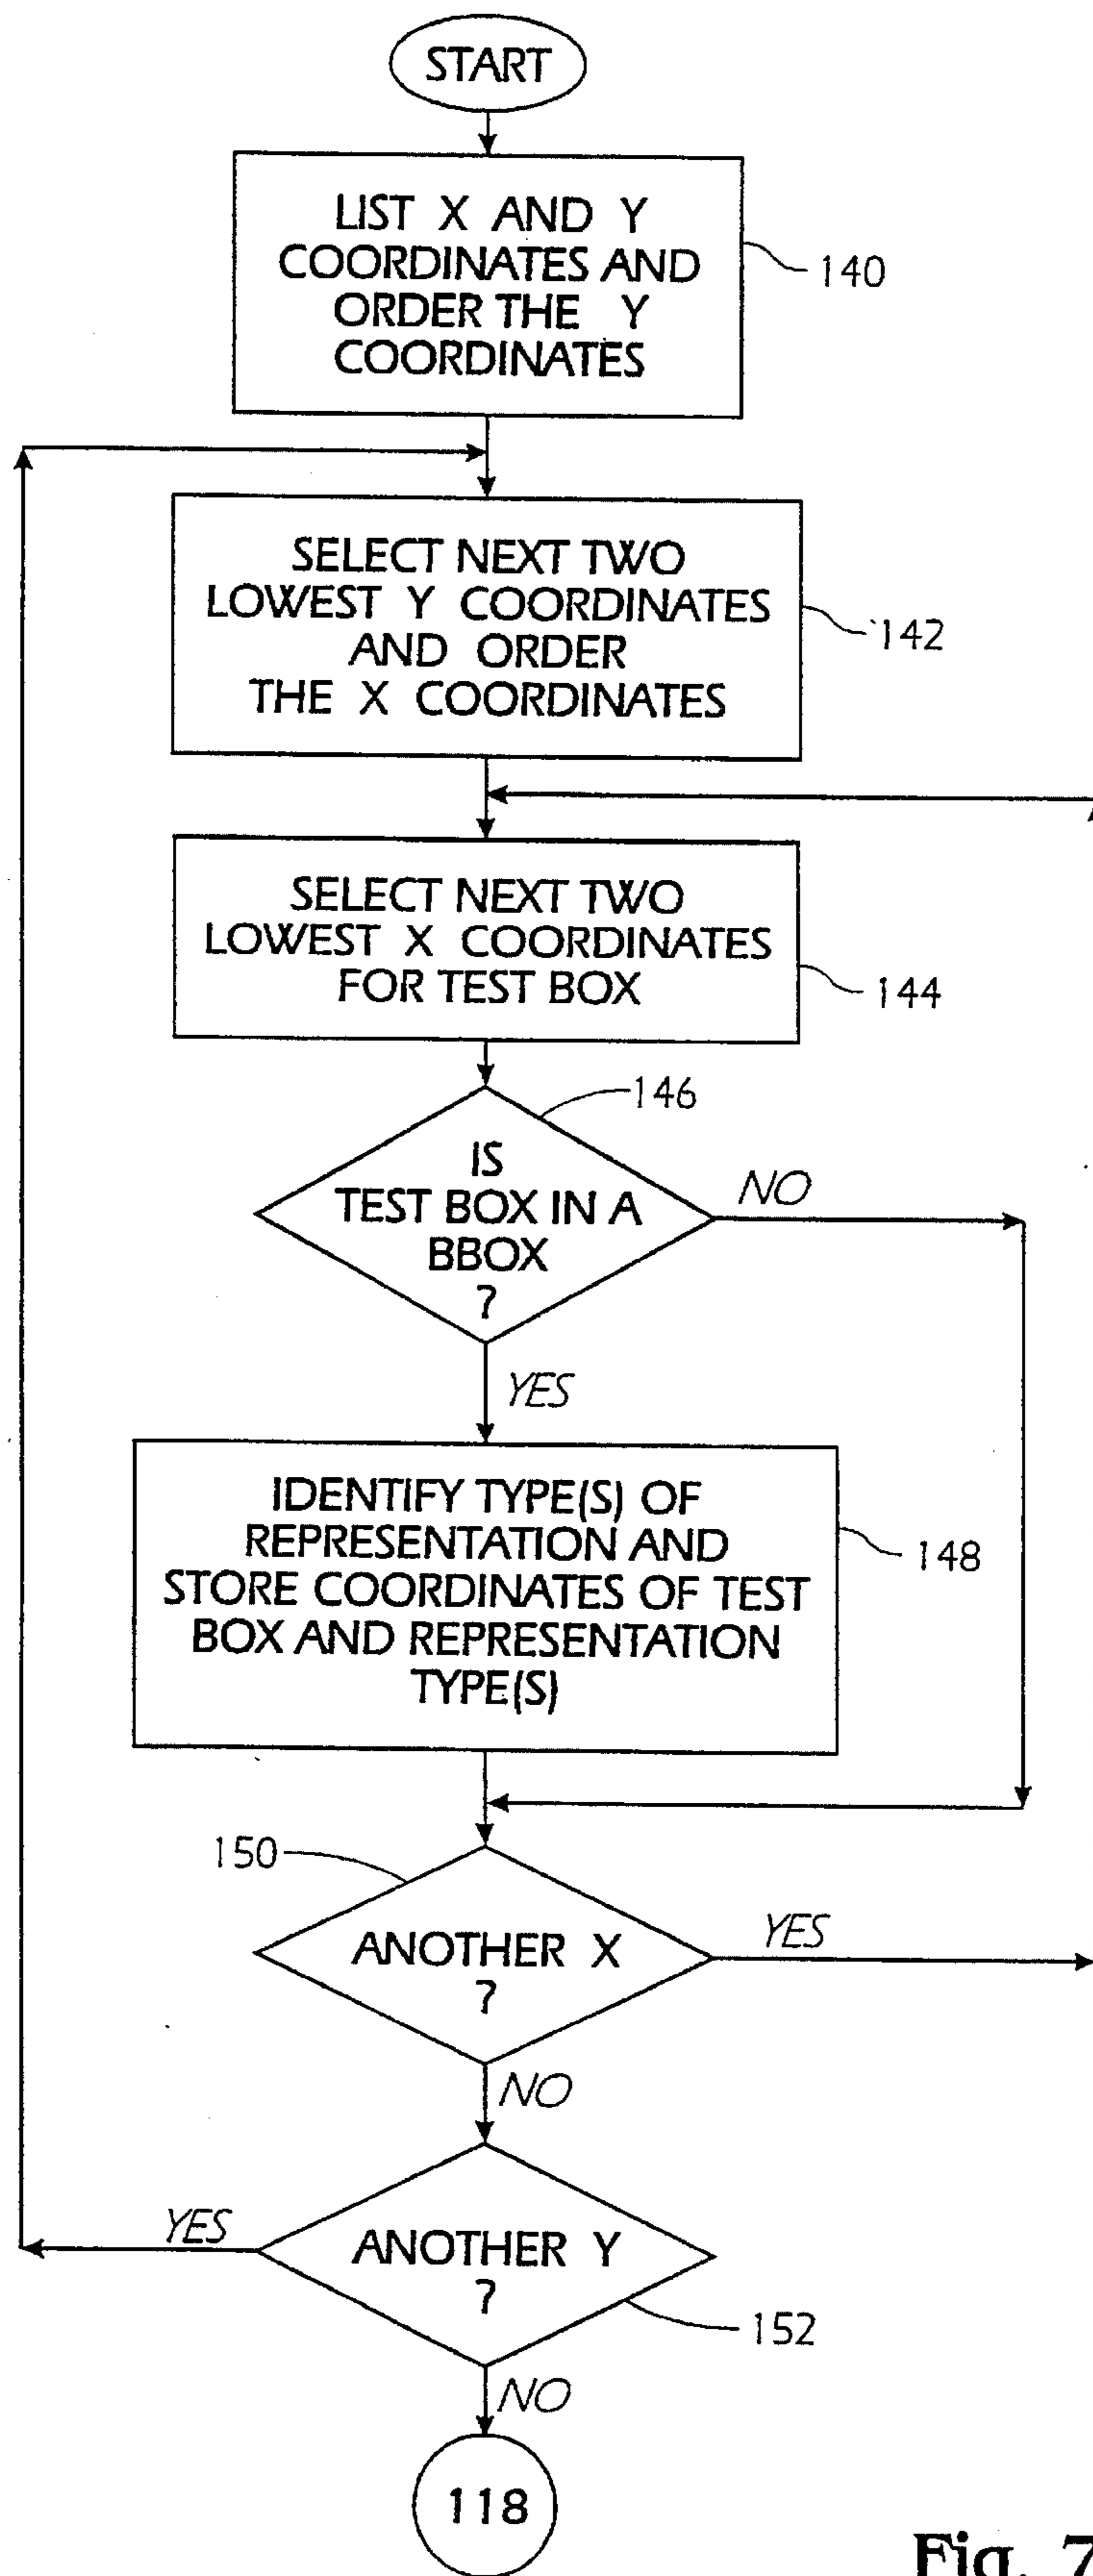 START
LIST X AND Y
COORDINATES AND
ORDER THE Y
COORDINATES
140
SELECT NEXT TWO
LOWEST Y COORDINATES
AND ORDER
THE X COORDINATES
142
SELECT NEXT TWO
LOWEST X COORDINATES
FOR TEST BOX
144
146
IS
TEST BOX IN A
BBOX
?
NO
YES
IDENTIFY TYPE(S) OF
REPRESENTATION AND
STORE COORDINATES OF TEST
BOX AND REPRESENTATION
TYPE(S)
148
150
ANOTHER X
?
YES
NO
ANOTHER Y
?
YES
152
NO
118
Fig. 7